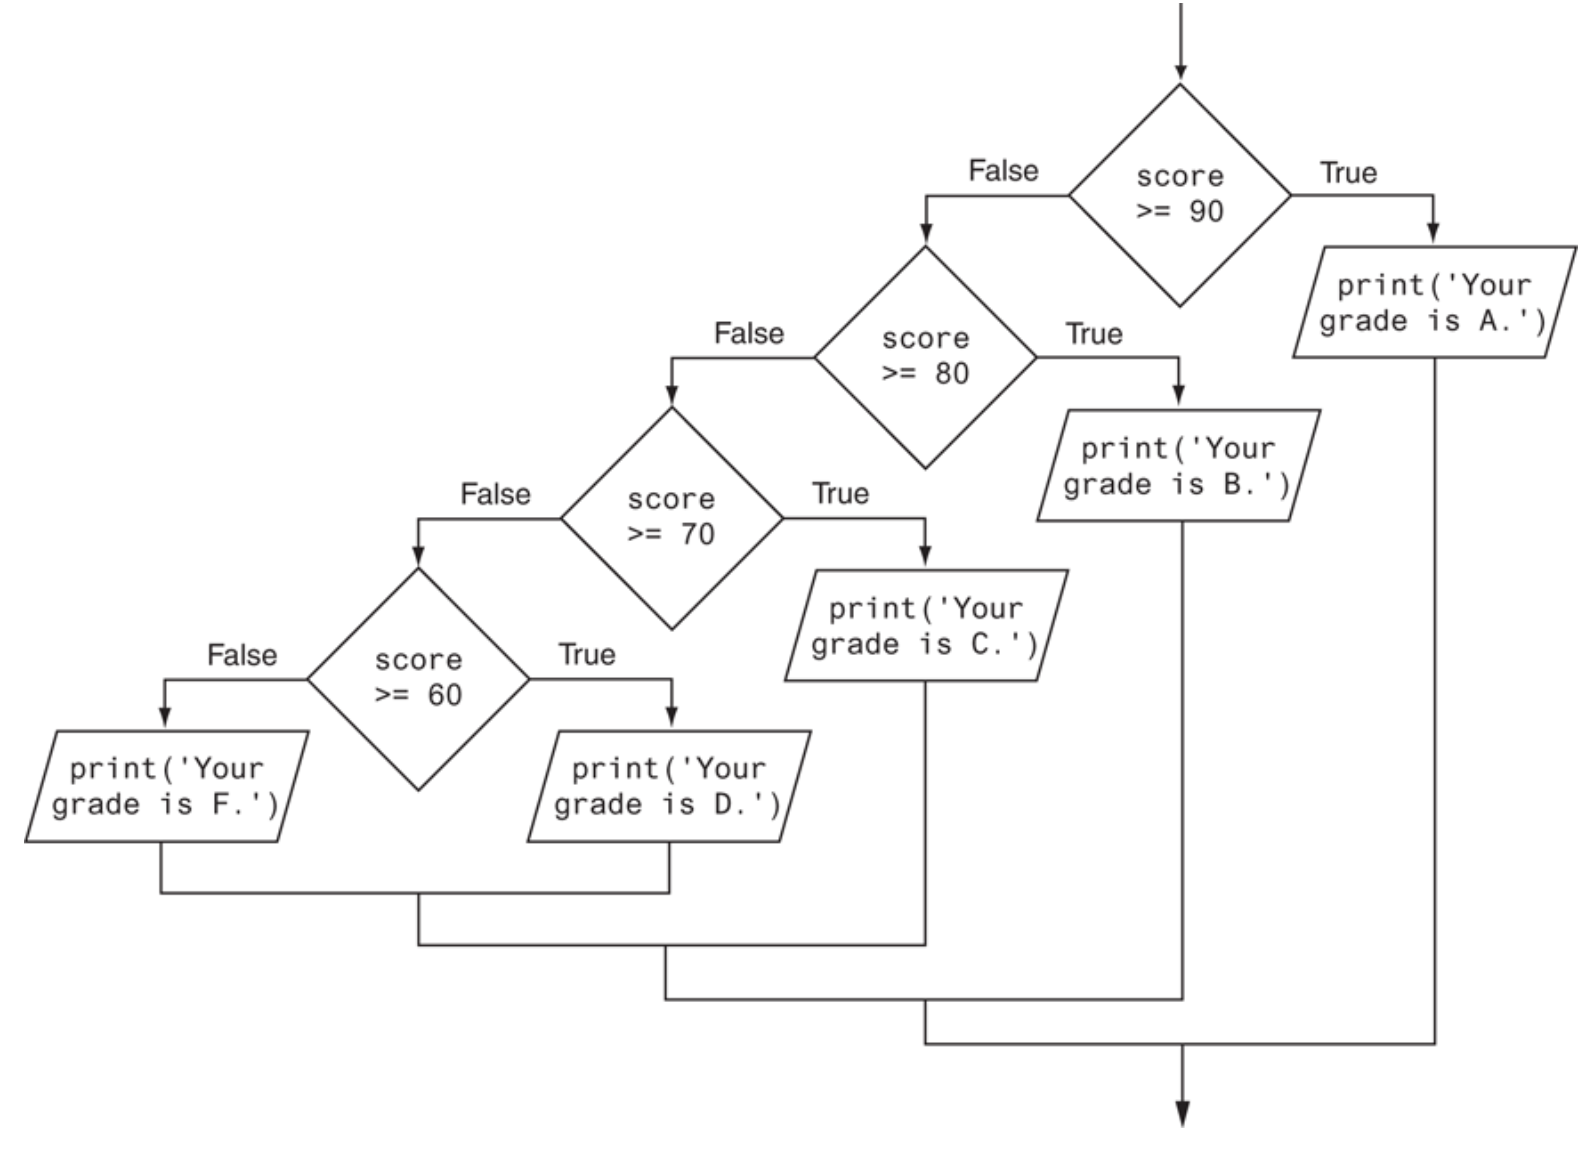 False
True
score
>= 90
print('Your
grade is A.')
False
True
score
>= 80
print('Your
grade is B.')
False
True
score
>= 70
print('Your
grade is C.')
False
True
score
>= 60
print('Your
grade is F.')
print('Your
grade is D.')